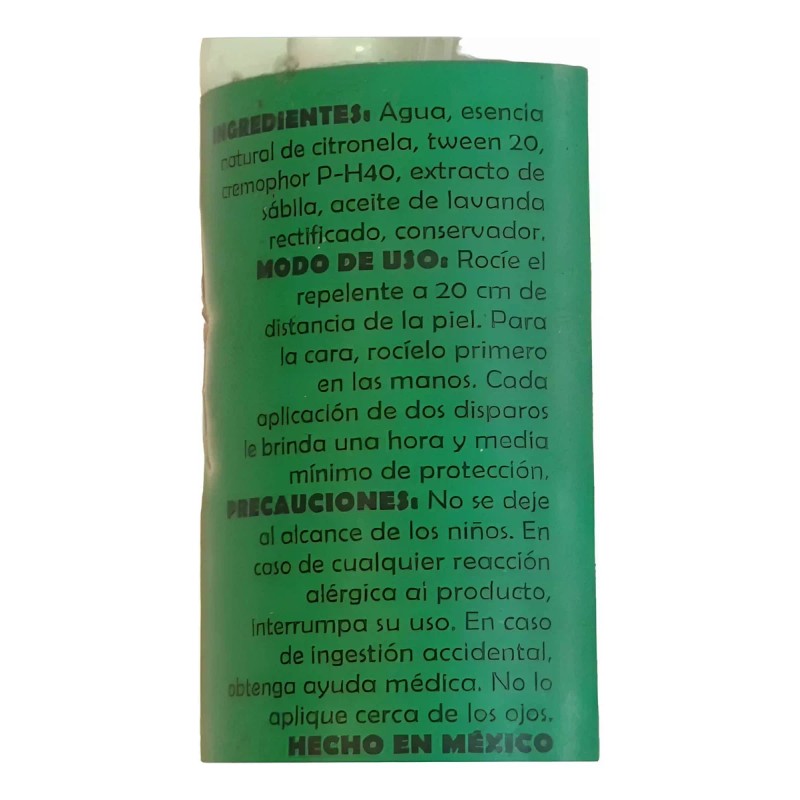 INGREDIENTES: Agua, esencia
natural de citronela, tween 20,
cremophor P-H40, extracto de
sábila, aceite de lavanda
rectificado, conservador.
MODO DE USO: Rocíe el
repelente a 20 cm de
distancia de la piel. Para
la cara, rocíelo primero
en las manos. Cada
aplicación de dos disparos
le brinda una hora y media
mínimo de protección.
PRECAUCIONES: No se deje
al alcance de los niños. En
caso de cualquier reacción
alérgica al producto,
interrumpa su uso. En caso
de ingestión accidental,
obtenga ayuda médica. No lo
aplique cerca de los ojos.
HECHO EN MÉXICO